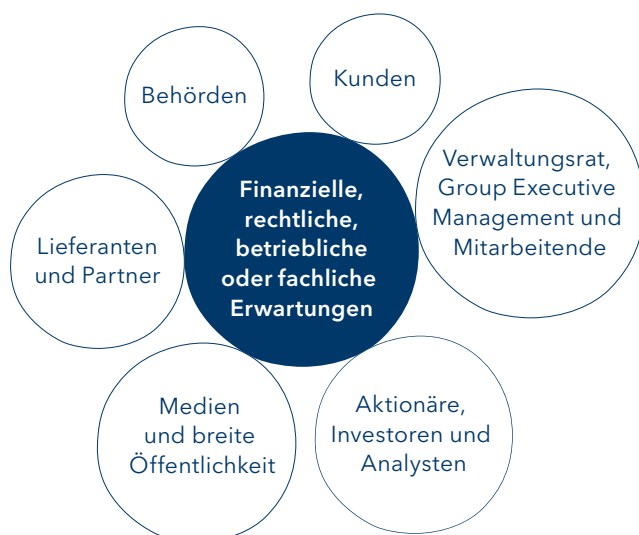 Kunden
Behörden
Verwaltungsrat,
Group Executive
Management und
Mitarbeitende
Finanzielle,
rechtliche,
betriebliche
oder fachliche
Erwartungen
Lieferanten
und Partner
Medien
und breite
Öffentlichkeit
Aktionäre,
Investoren und
Analysten